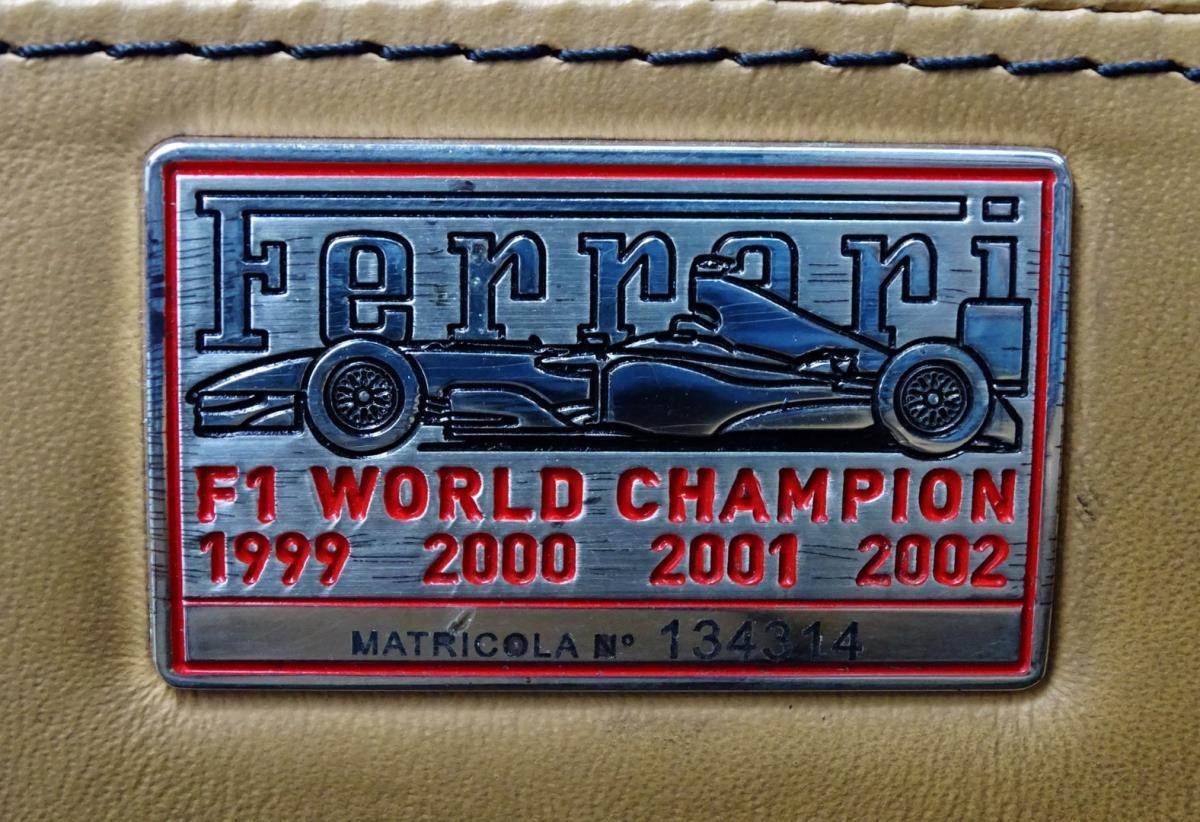 Ferrari
F1 WORLD CHAMPION
1999 2000 2001 2002
MATRICOLA Nº 134314